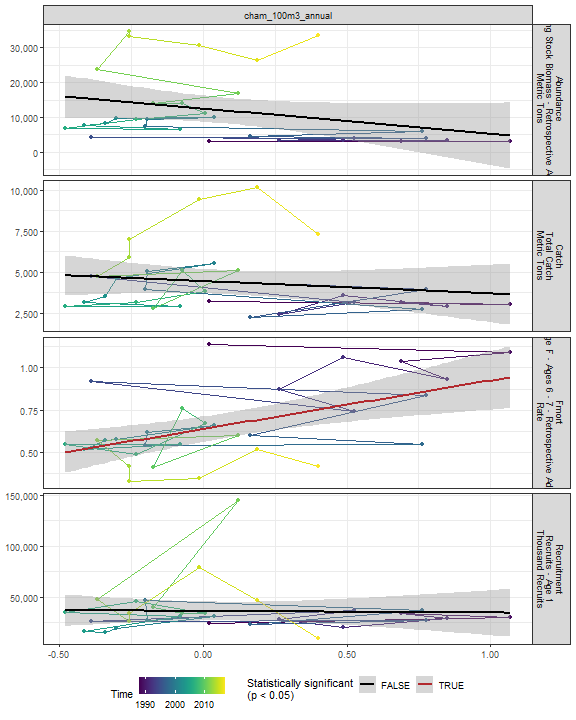 cham_100m3_annual
30,000
20,000
10,000
0
Abundance
ng Stock Biomass - Retrospective A
Metric Tons
10,000
7,500
5,000
2,500
Catch
Total Catch
Metric Tons
1.00
0.75
0.50
Fmort
ge F - Ages 6 - 7 - Retrospective Ad
Rate
150,000
100,000
50,000
Recruitment
Recruits - Age 1
Thousand Recruits
-0.50
0.00
0.50
1.00
Time
1990 2000 2010
Statistically significant
(p < 0.05)
FALSE
TRUE